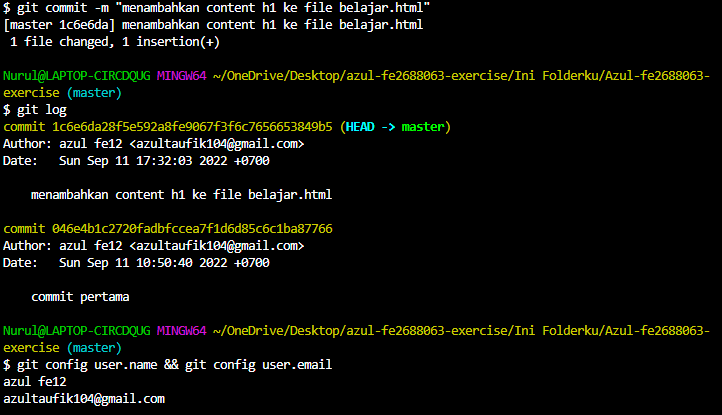 $ git commit -m "menambahkan content h1 ke file belajar.html"
[master 1c6e6da] menambahkan content h1 ke file belajar.html
 1 file changed, 1 insertion(+)

Nurul@LAPTOP-CIRCDQUG MINGW64 ~/OneDrive/Desktop/azul-fe2688063-exercise/Ini Folderku/Azul-fe2688063-
exercise (master)
$ git log
commit 1c6e6da28f5e592a8fe9067f3f6c7656653849b5 (HEAD -> master)
Author: azul fe12 <azultaufik104@gmail.com>
Date:   Sun Sep 11 17:32:03 2022 +0700

    menambahkan content h1 ke file belajar.html

commit 046e4b1c2720fadbfccea7f1d6d85c6c1ba87766
Author: azul fe12 <azultaufik104@gmail.com>
Date:   Sun Sep 11 10:50:40 2022 +0700

    commit pertama

Nurul@LAPTOP-CIRCDQUG MINGW64 ~/OneDrive/Desktop/azul-fe2688063-exercise/Ini Folderku/Azul-fe2688063-
exercise (master)
$ git config user.name && git config user.email
azul fe12
azultaufik104@gmail.com